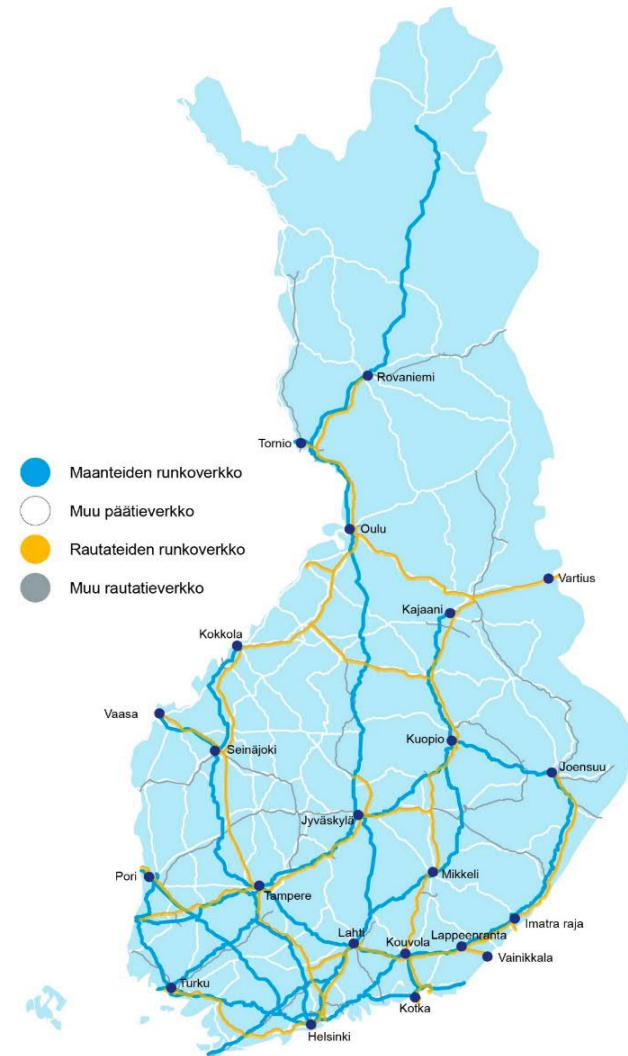 Rovaniemi
Tornio
Maanteiden runkoverkko
Muu päätieverkko
Oulu
Rautateiden runkoverkko
Muu rautatieverkko
Vartius
Kajaani
Kokkola
Vaasa
Kuopio
Seinäjoki
Joensuu
Jyväskylä
Pori
Mikkeli
Tampere
Imatra raja
Lahti
Lappeenranta
Kouvola
Vainikkala
Turku
Kotka
Helsinki